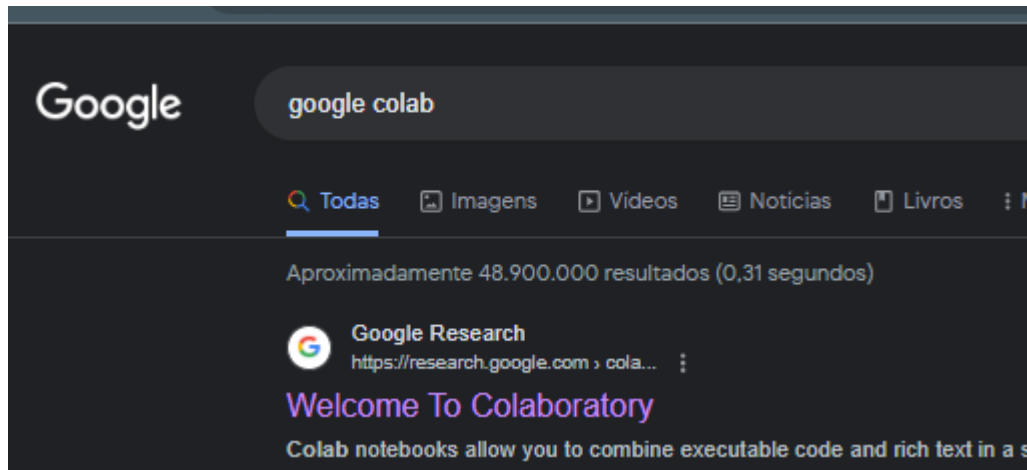 Google
google colab
Todas Imagens Vídeos Notícias Livros
Aproximadamente 48.900.000 resultados (0,31 segundos)
Google Research
https://research.google.com › cola...
Welcome To Colaboratory
Colab notebooks allow you to combine executable code and rich text in a